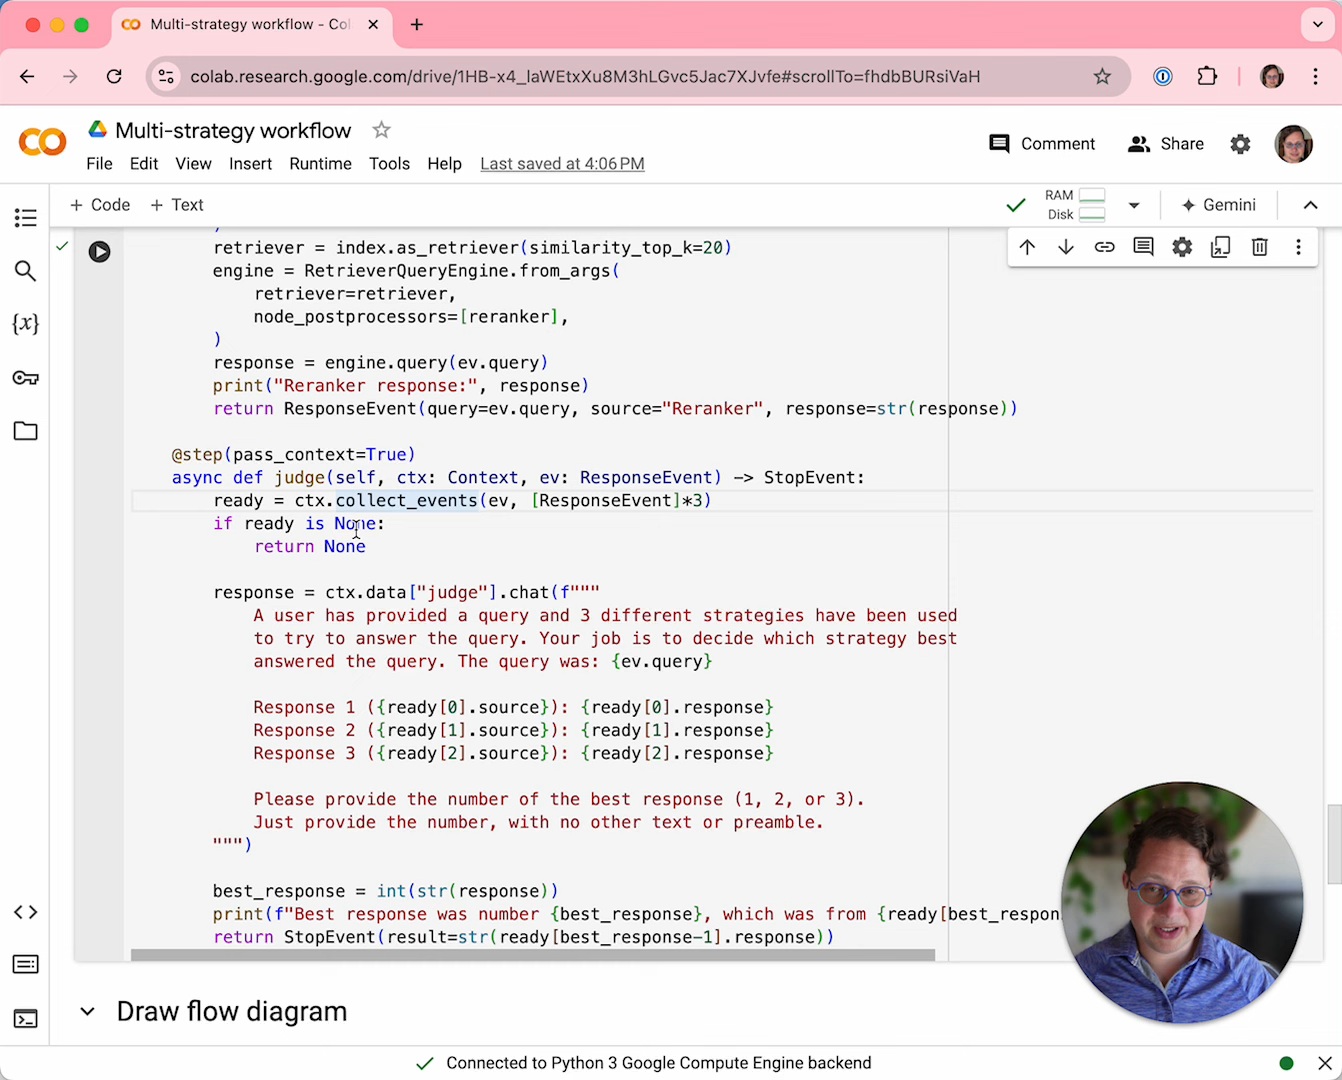 Multi-strategy workflow - Col
colab.research.google.com/drive/1HB-x4_laWEtxXu8M3hLGvc5Jac7XJvfe#scrollTo=fhdbBURsiVaH
Multi-strategy workflow
Comment
Share
File Edit View Insert Runtime Tools Help Last saved at 4:06 PM
+ Code + Text
RAM
Disk
Gemini
)
retriever = index.as_retriever(similarity_top_k=20)
engine = RetrieverQueryEngine.from_args(
retriever=retriever,
node_postprocessors=[reranker],
)
response = engine.query(ev.query)
print("Reranker response:", response)
return ResponseEvent(query=ev.query, source="Reranker", response=str(response))
@step(pass_context=True)
async def judge(self, ctx: Context, ev: ResponseEvent) -> StopEvent:
ready = ctx.collect_events(ev, [ResponseEvent]*3)
if ready is None:
return None
response = ctx.data["judge"].chat(f"""
A user has provided a query and 3 different strategies have been used
to try to answer the query. Your job is to decide which strategy best
answered the query. The query was: {ev.query}
Response 1 ({ready[0].source}): {ready[0].response}
Response 2 ({ready[1].source}): {ready[1].response}
Response 3 ({ready[2].source}): {ready[2].response}
Please provide the number of the best response (1, 2, or 3).
Just provide the number, with no other text or preamble.
""")
best_response = int(str(response))
print(f"Best response was number {best_response}, which was from {ready[best_respon
return StopEvent(result=str(ready[best_response-1].response))
Draw flow diagram
Connected to Python 3 Google Compute Engine backend